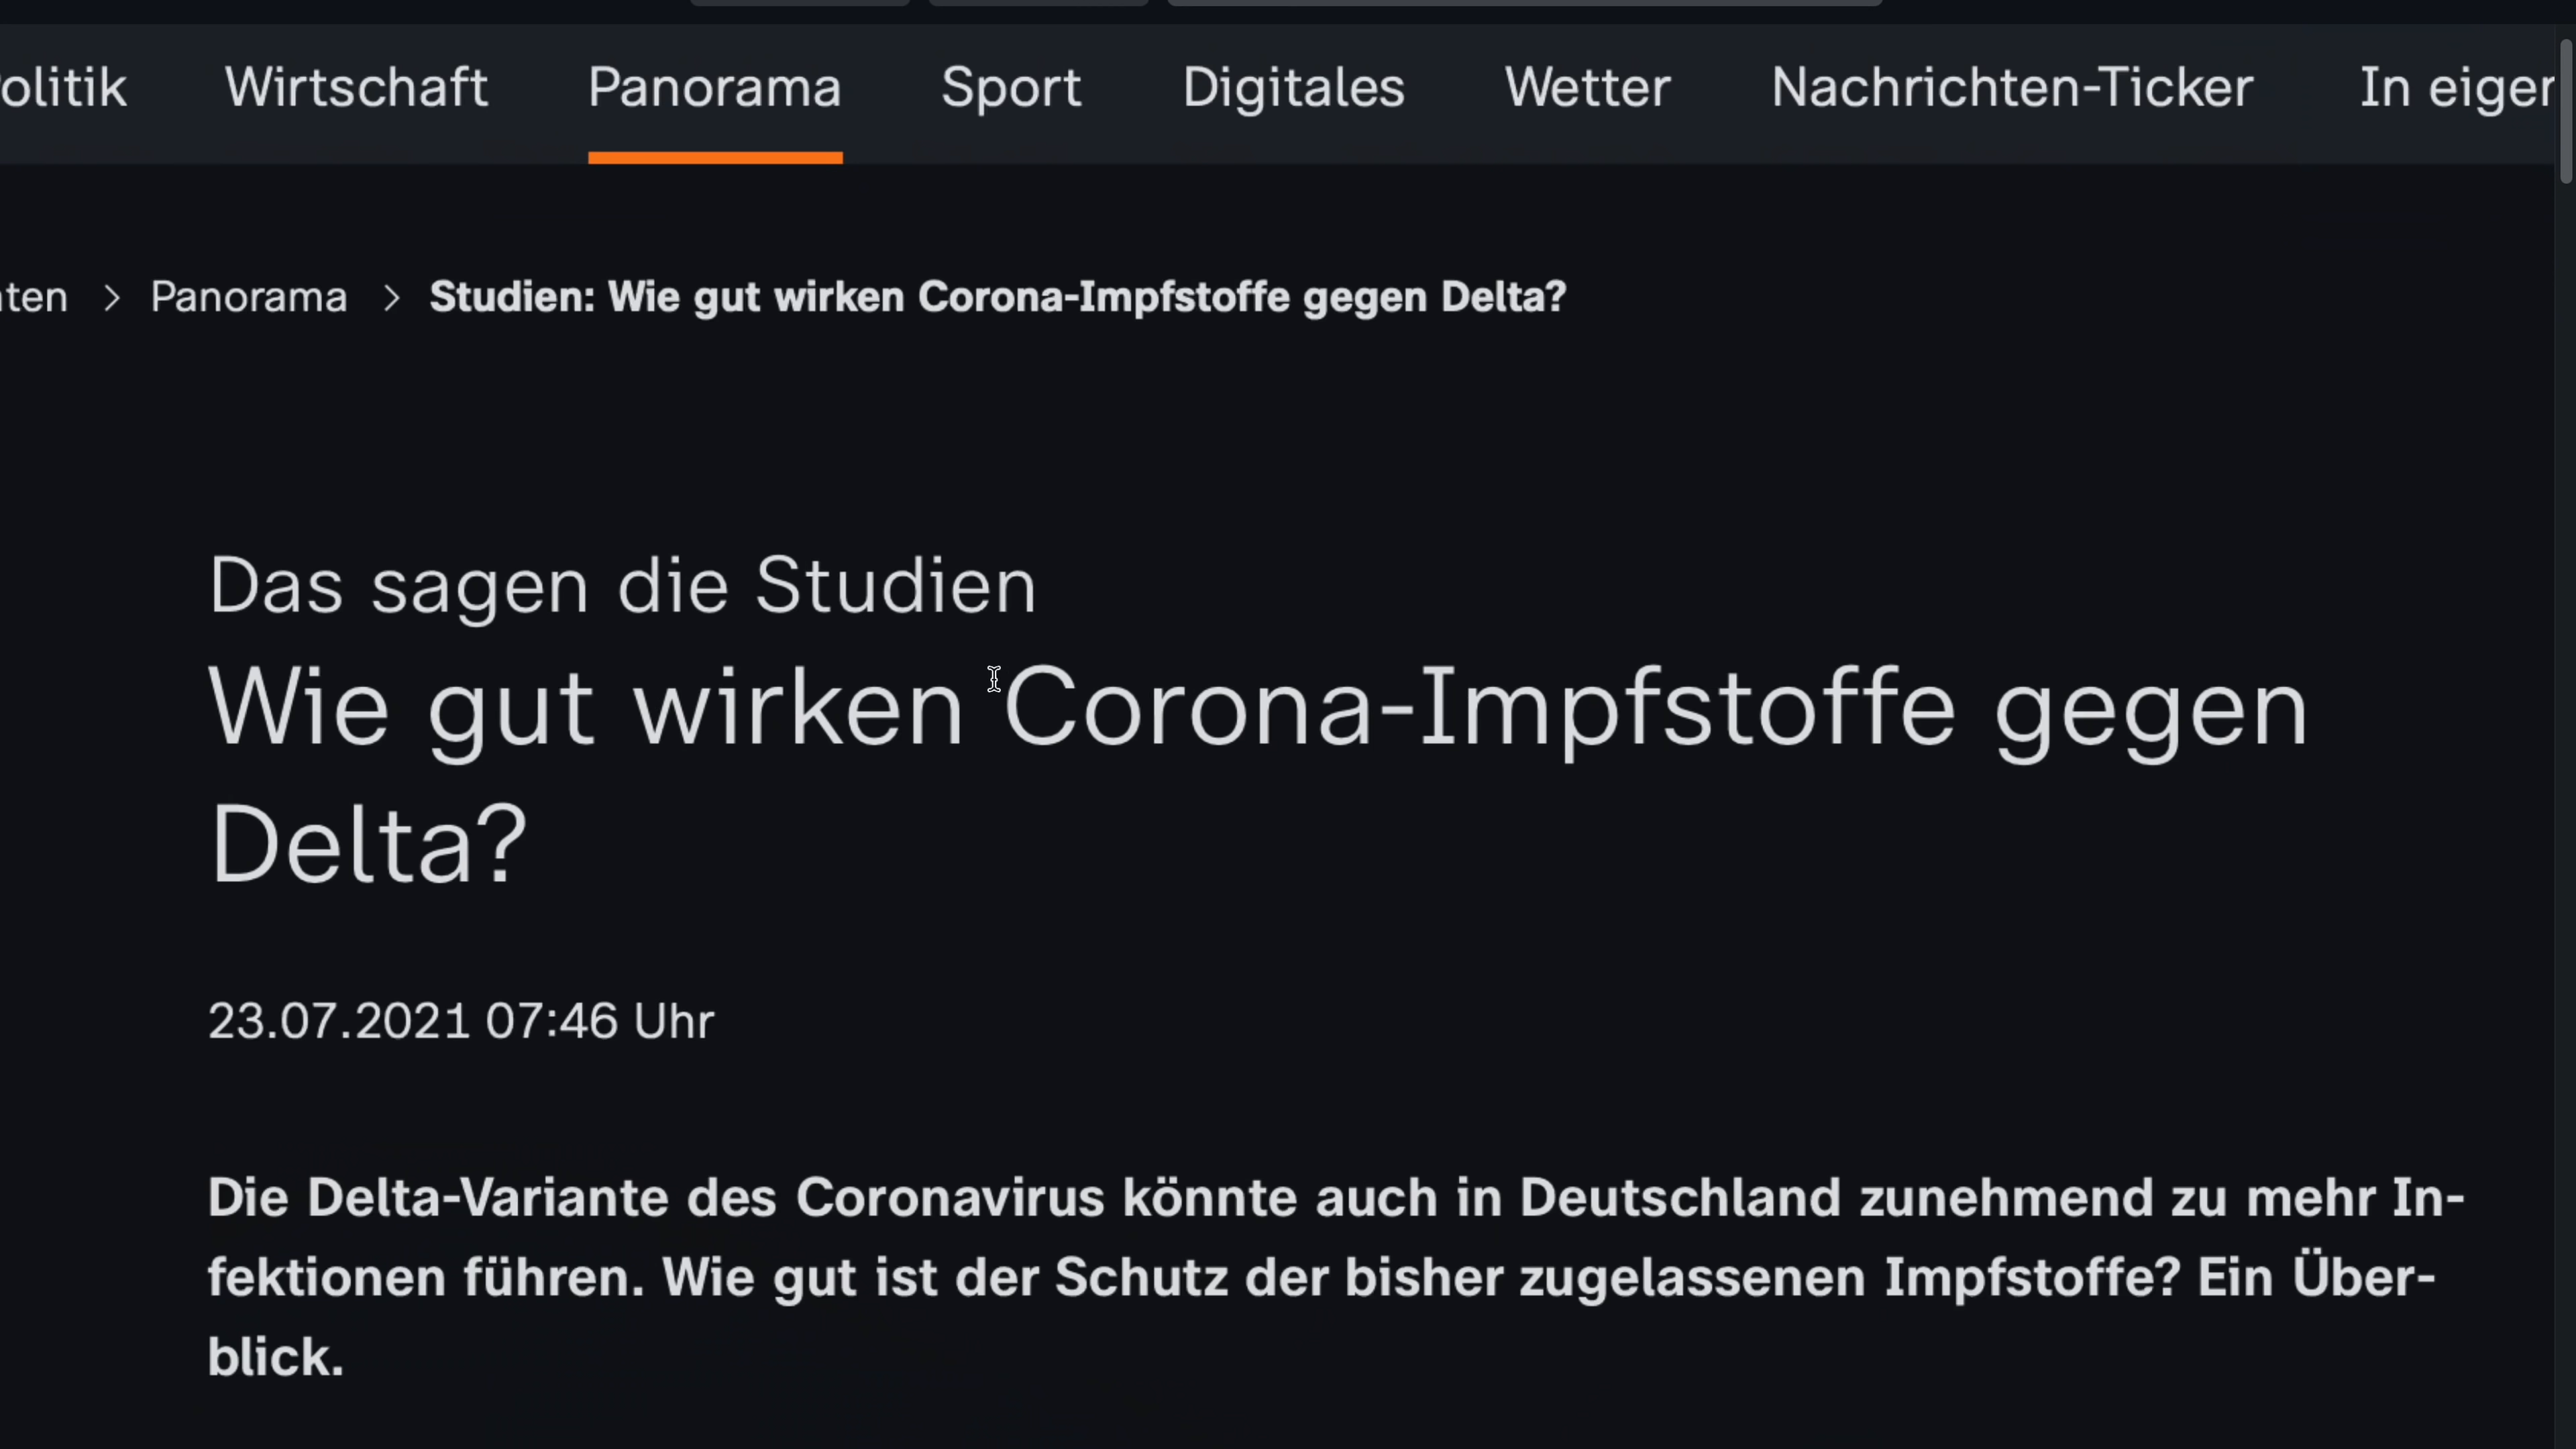 Wirtschaft Panorama Sport Digitales Wetter Nachrichten-Ticker In
Panorama > Studien: Wie gut wirken Corona-Impfstoffe gegen Delta?
Das sagen die Studien
Wie gut wirken Corona-Impfstoffe gegen
Delta?
23.07.2021 07:46 Uhr
Die Delta-Variante des Coronavirus könnte auch in Deutschland zunehmend zu mehr In-
fektionen führen. Wie gut ist der Schutz der bisher zugelassenen Impfstoffe? Ein Über-
blick.